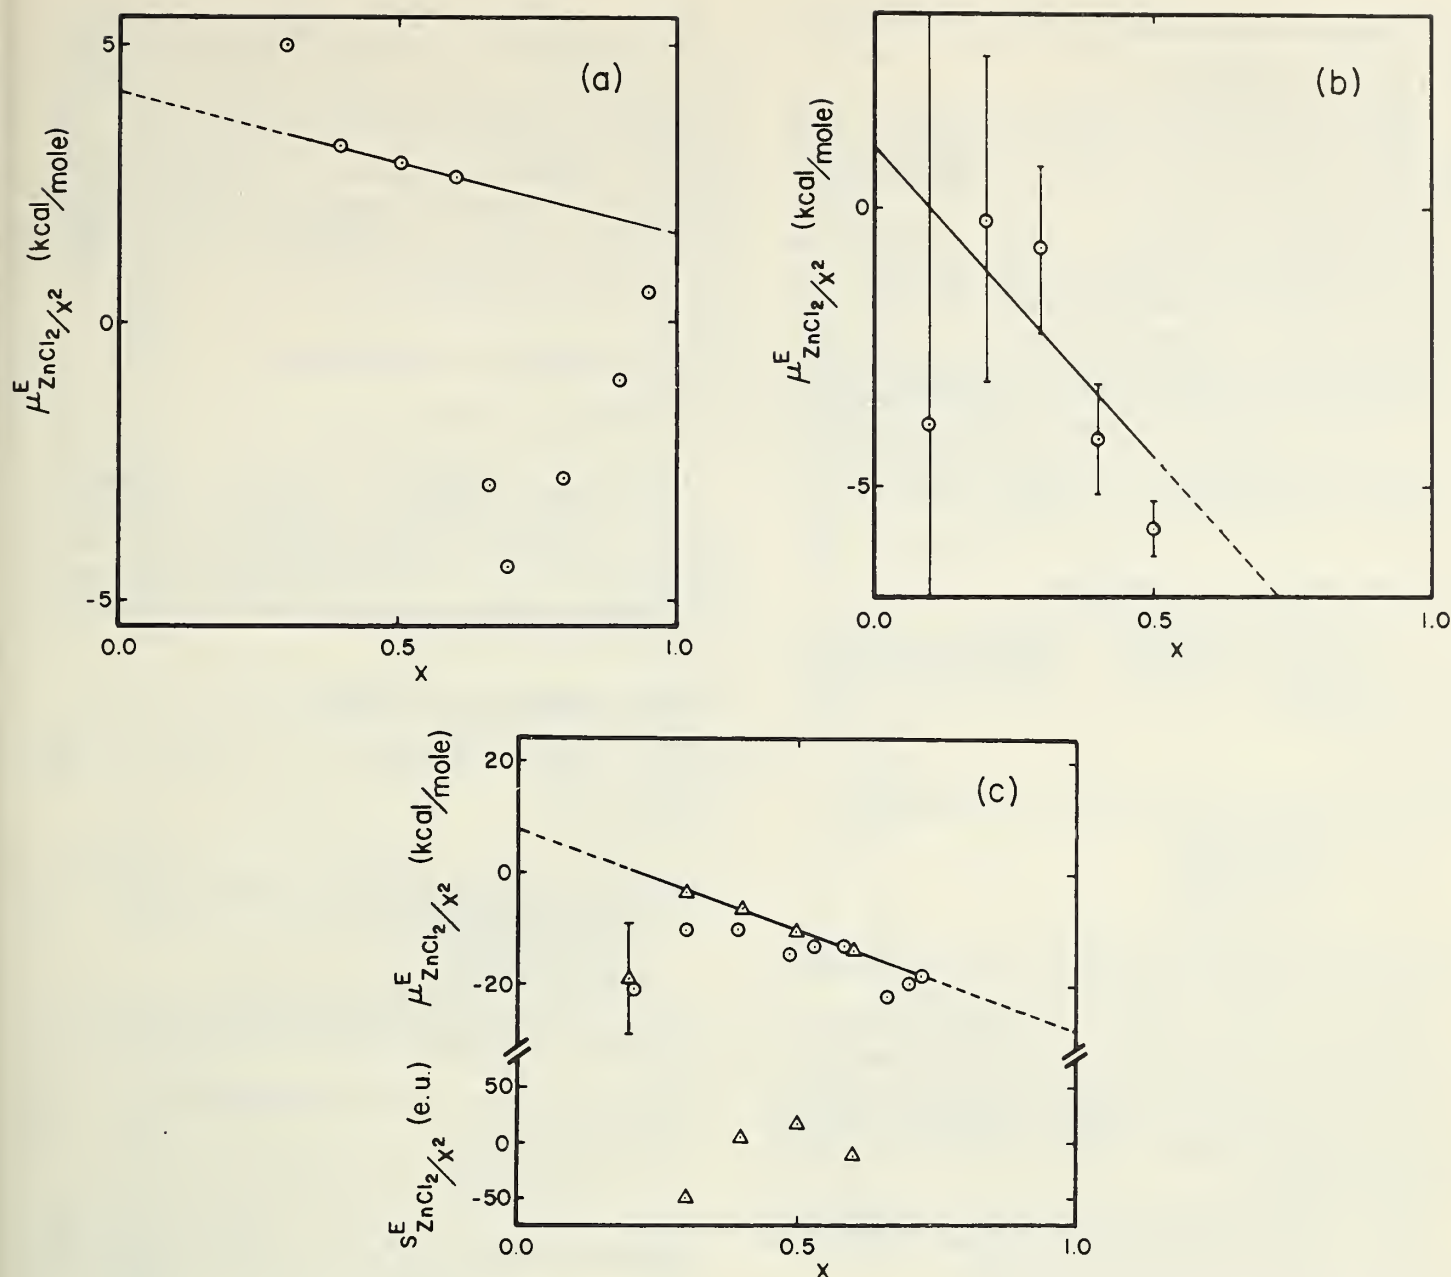 (a)
μ^E_ZnCl₂/x² (kcal/mole)
5
0
-5
0.0
0.5
1.0
x
(b)
μ^E_ZnCl₂/x² (kcal/mole)
0
-5
0.0
0.5
1.0
x
(c)
μ^E_ZnCl₂/x² (kcal/mole)
20
0
-20
s^E_ZnCl₂/x² (e.u.)
50
0
-50
0.0
0.5
1.0
x